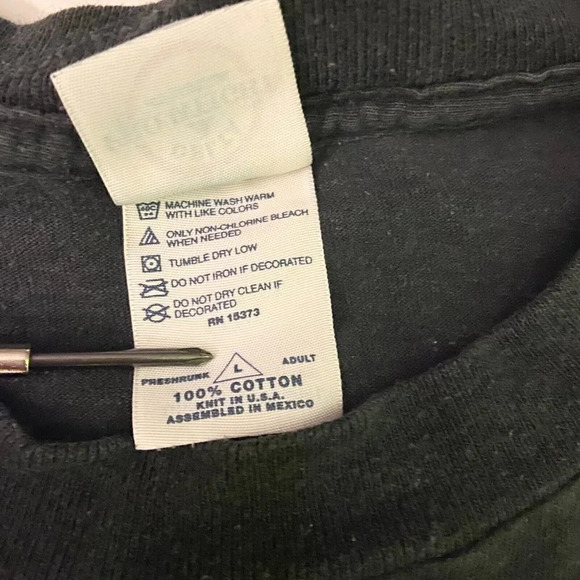 MACHINE WASH WARM
WITH LIKE COLORS
ONLY NON-CHLORINE BLEACH
WHEN NEEDED
TUMBLE DRY LOW
DO NOT IRON IF DECORATED
DO NOT DRY CLEAN IF
DECORATED
RN 15373
PRESHRUNK L ADULT
100% COTTON
KNIT IN U.S.A.
ASSEMBLED IN MEXICO